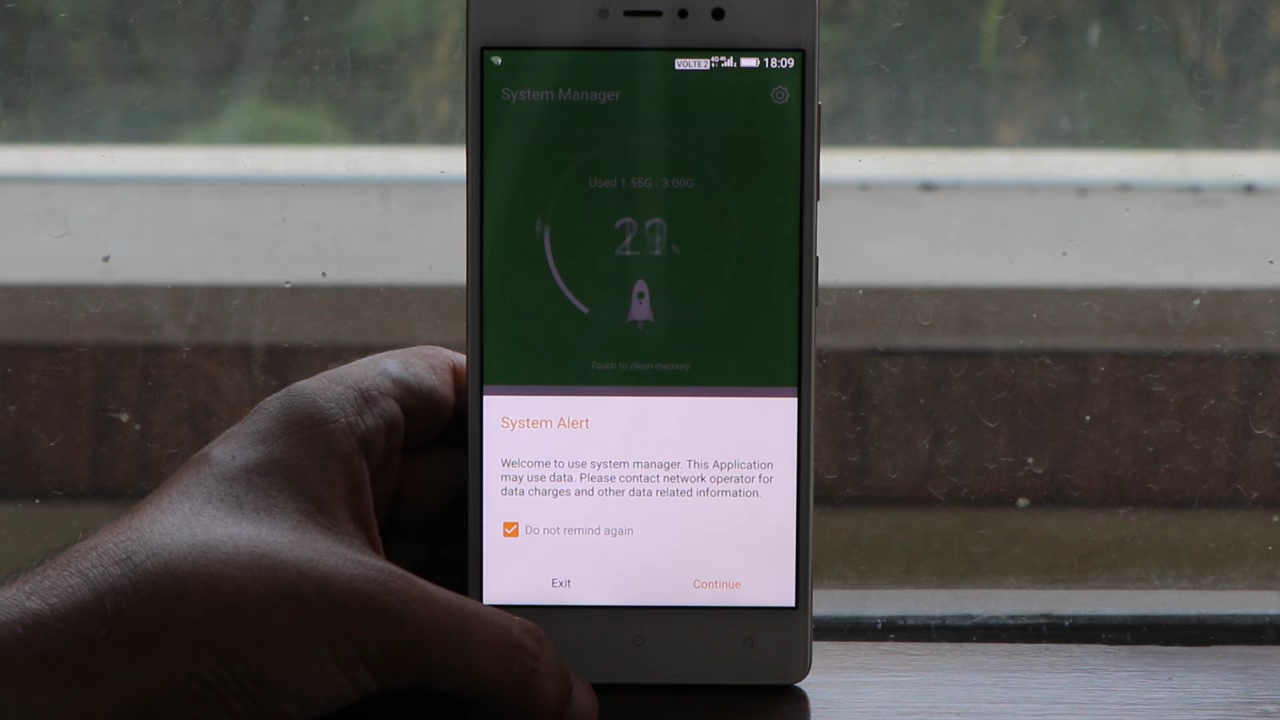 VOLTE2 18:09
System Manager
Used 1.55G : 3.00G
Touch to clean memory
System Alert
Welcome to use system manager. This Application
may use data. Please contact network operator for
data charges and other data related information.
Do not remind again
Exit Continue